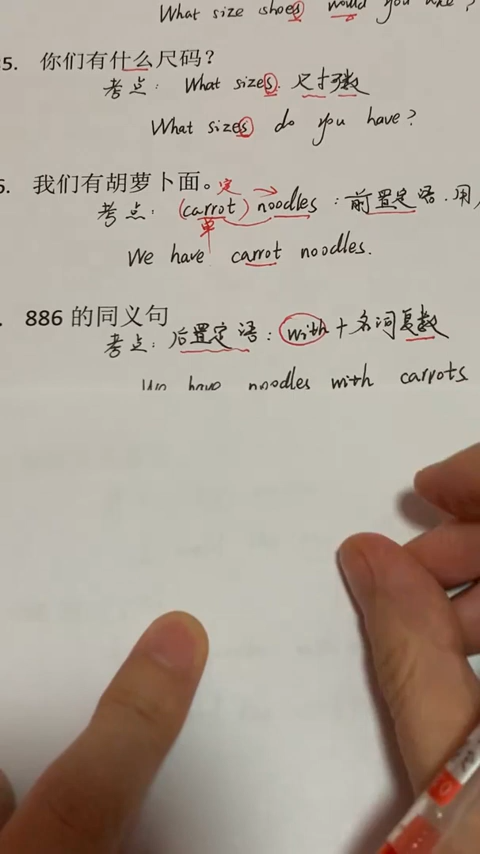 What size shoes would you like?
35. 你们有什么尺码?
考点: What sizes. 尺寸复数
What sizes do you have?
6. 我们有胡萝卜面。
定
考点: (carrot) noodles: 前置定语. 用
单
We have carrot noodles.
. 886 的同义句
考点: 后置定语: with + 名词复数
We have noodles with carrots